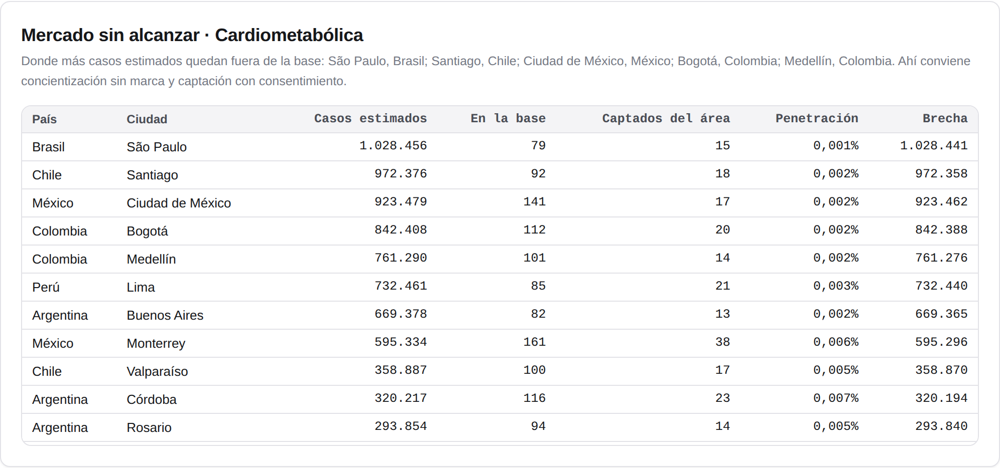 Mercado sin alcanzar · Cardiometabólica
Donde más casos estimados quedan fuera de la base: São Paulo, Brasil; Santiago, Chile; Ciudad de México, México; Bogotá, Colombia; Medellín, Colombia. Ahí conviene
concientización sin marca y captación con consentimiento.
País Ciudad Casos estimados En la base Captados del área Penetración Brecha
Brasil São Paulo 1.028.456 79 15 0,001% 1.028.441
Chile Santiago 972.376 92 18 0,002% 972.358
México Ciudad de México 923.479 141 17 0,002% 923.462
Colombia Bogotá 842.408 112 20 0,002% 842.388
Colombia Medellín 761.290 101 14 0,002% 761.276
Perú Lima 732.461 85 21 0,003% 732.440
Argentina Buenos Aires 669.378 82 13 0,002% 669.365
México Monterrey 595.334 161 38 0,006% 595.296
Chile Valparaíso 358.887 100 17 0,005% 358.870
Argentina Córdoba 320.217 116 23 0,007% 320.194
Argentina Rosario 293.854 94 14 0,005% 293.840